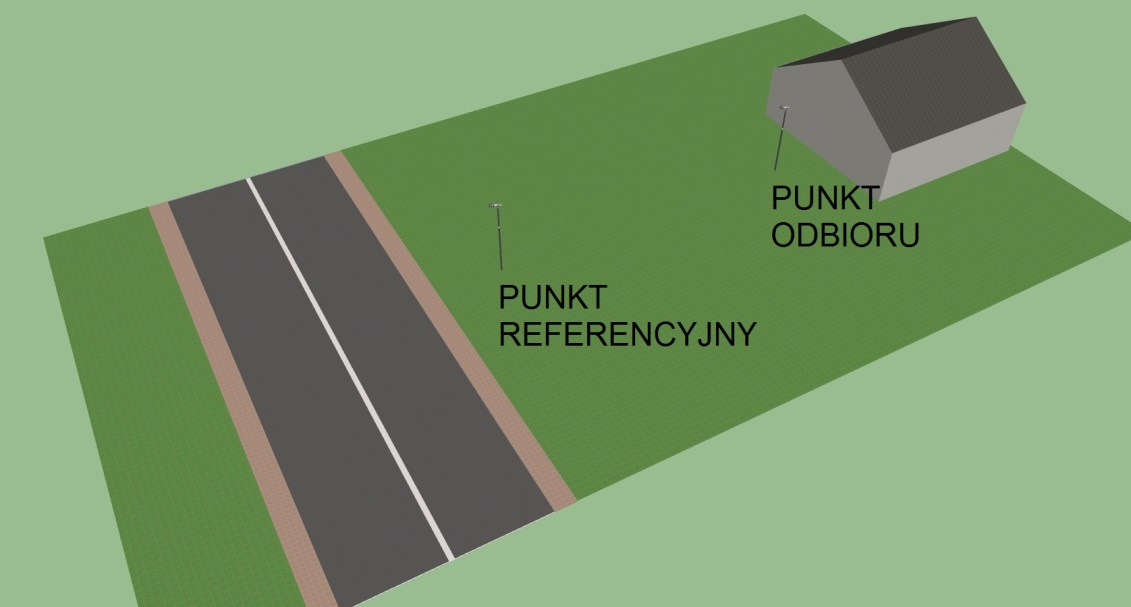 PUNKT
ODBIORU
PUNKT
REFERENCYJNY